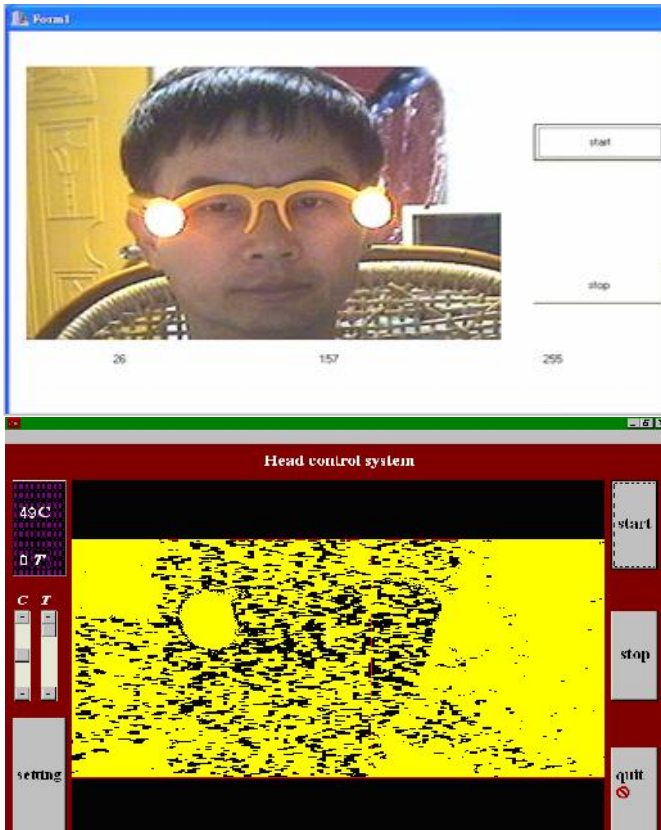 Form1
start
stop
26 157 255
Head control system
49C
0 T
C T
start
stop
setting
quit